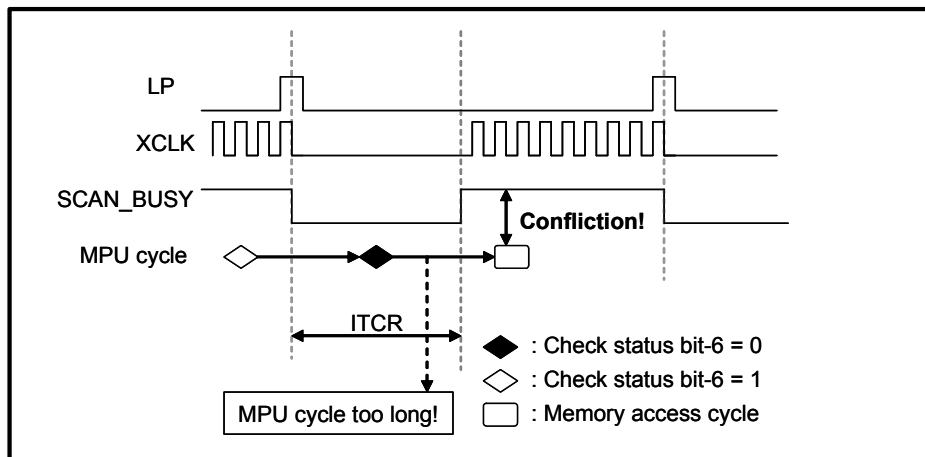 LP
XCLK
SCAN_BUSY
Confliction!
MPU cycle
ITCR
: Check status bit-6 = 0
: Check status bit-6 = 1
MPU cycle too long!
: Memory access cycle